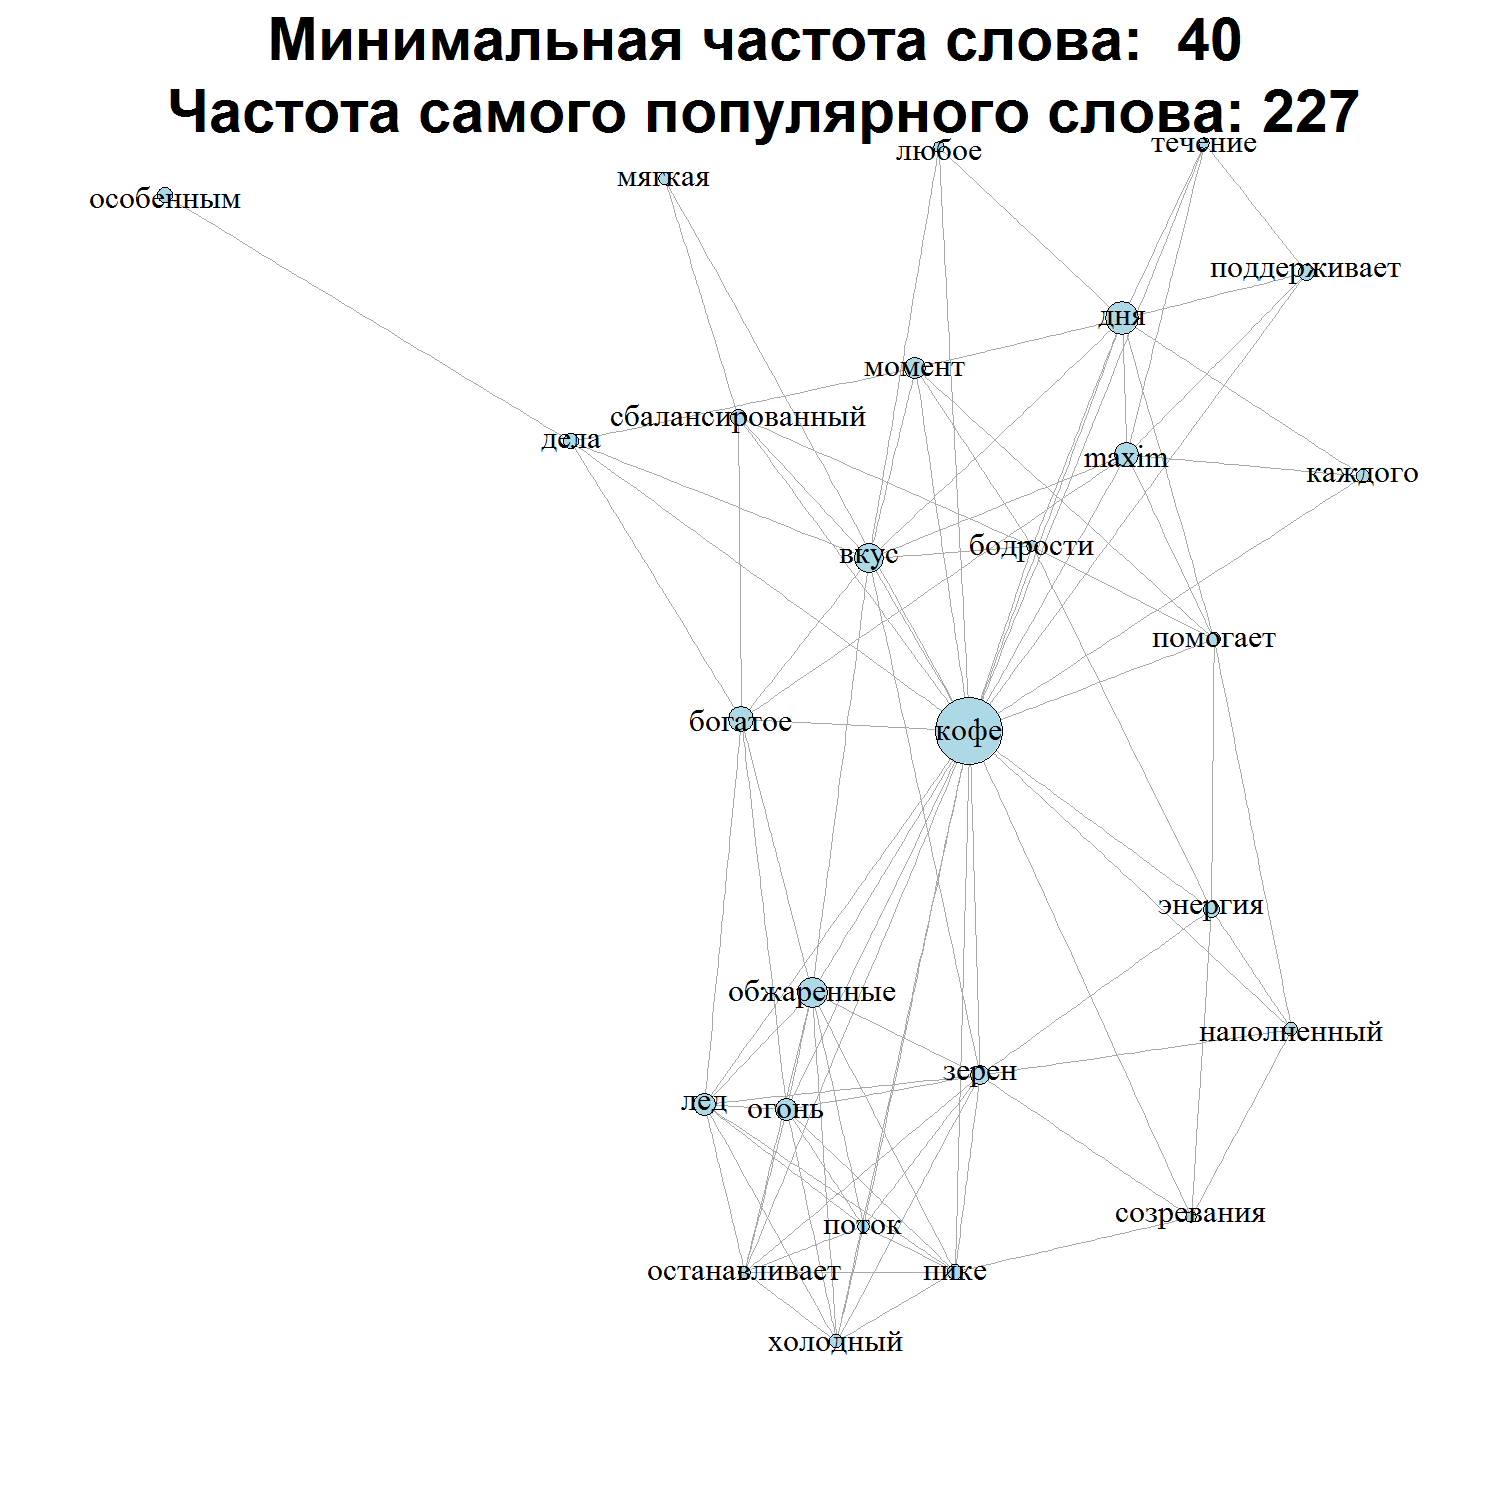 Минимальная частота слова: 40
Частота самого популярного слова: 227
любое
течение
мягкая
особенным
поддерживает
дня
момент
сбалансированный
дела
maxim
каждого
вкус
бодрости
помогает
богатое
кофе
энергия
обжаренные
наполненный
зерен
лед
огонь
созревания
поток
останавливает
пике
холодный